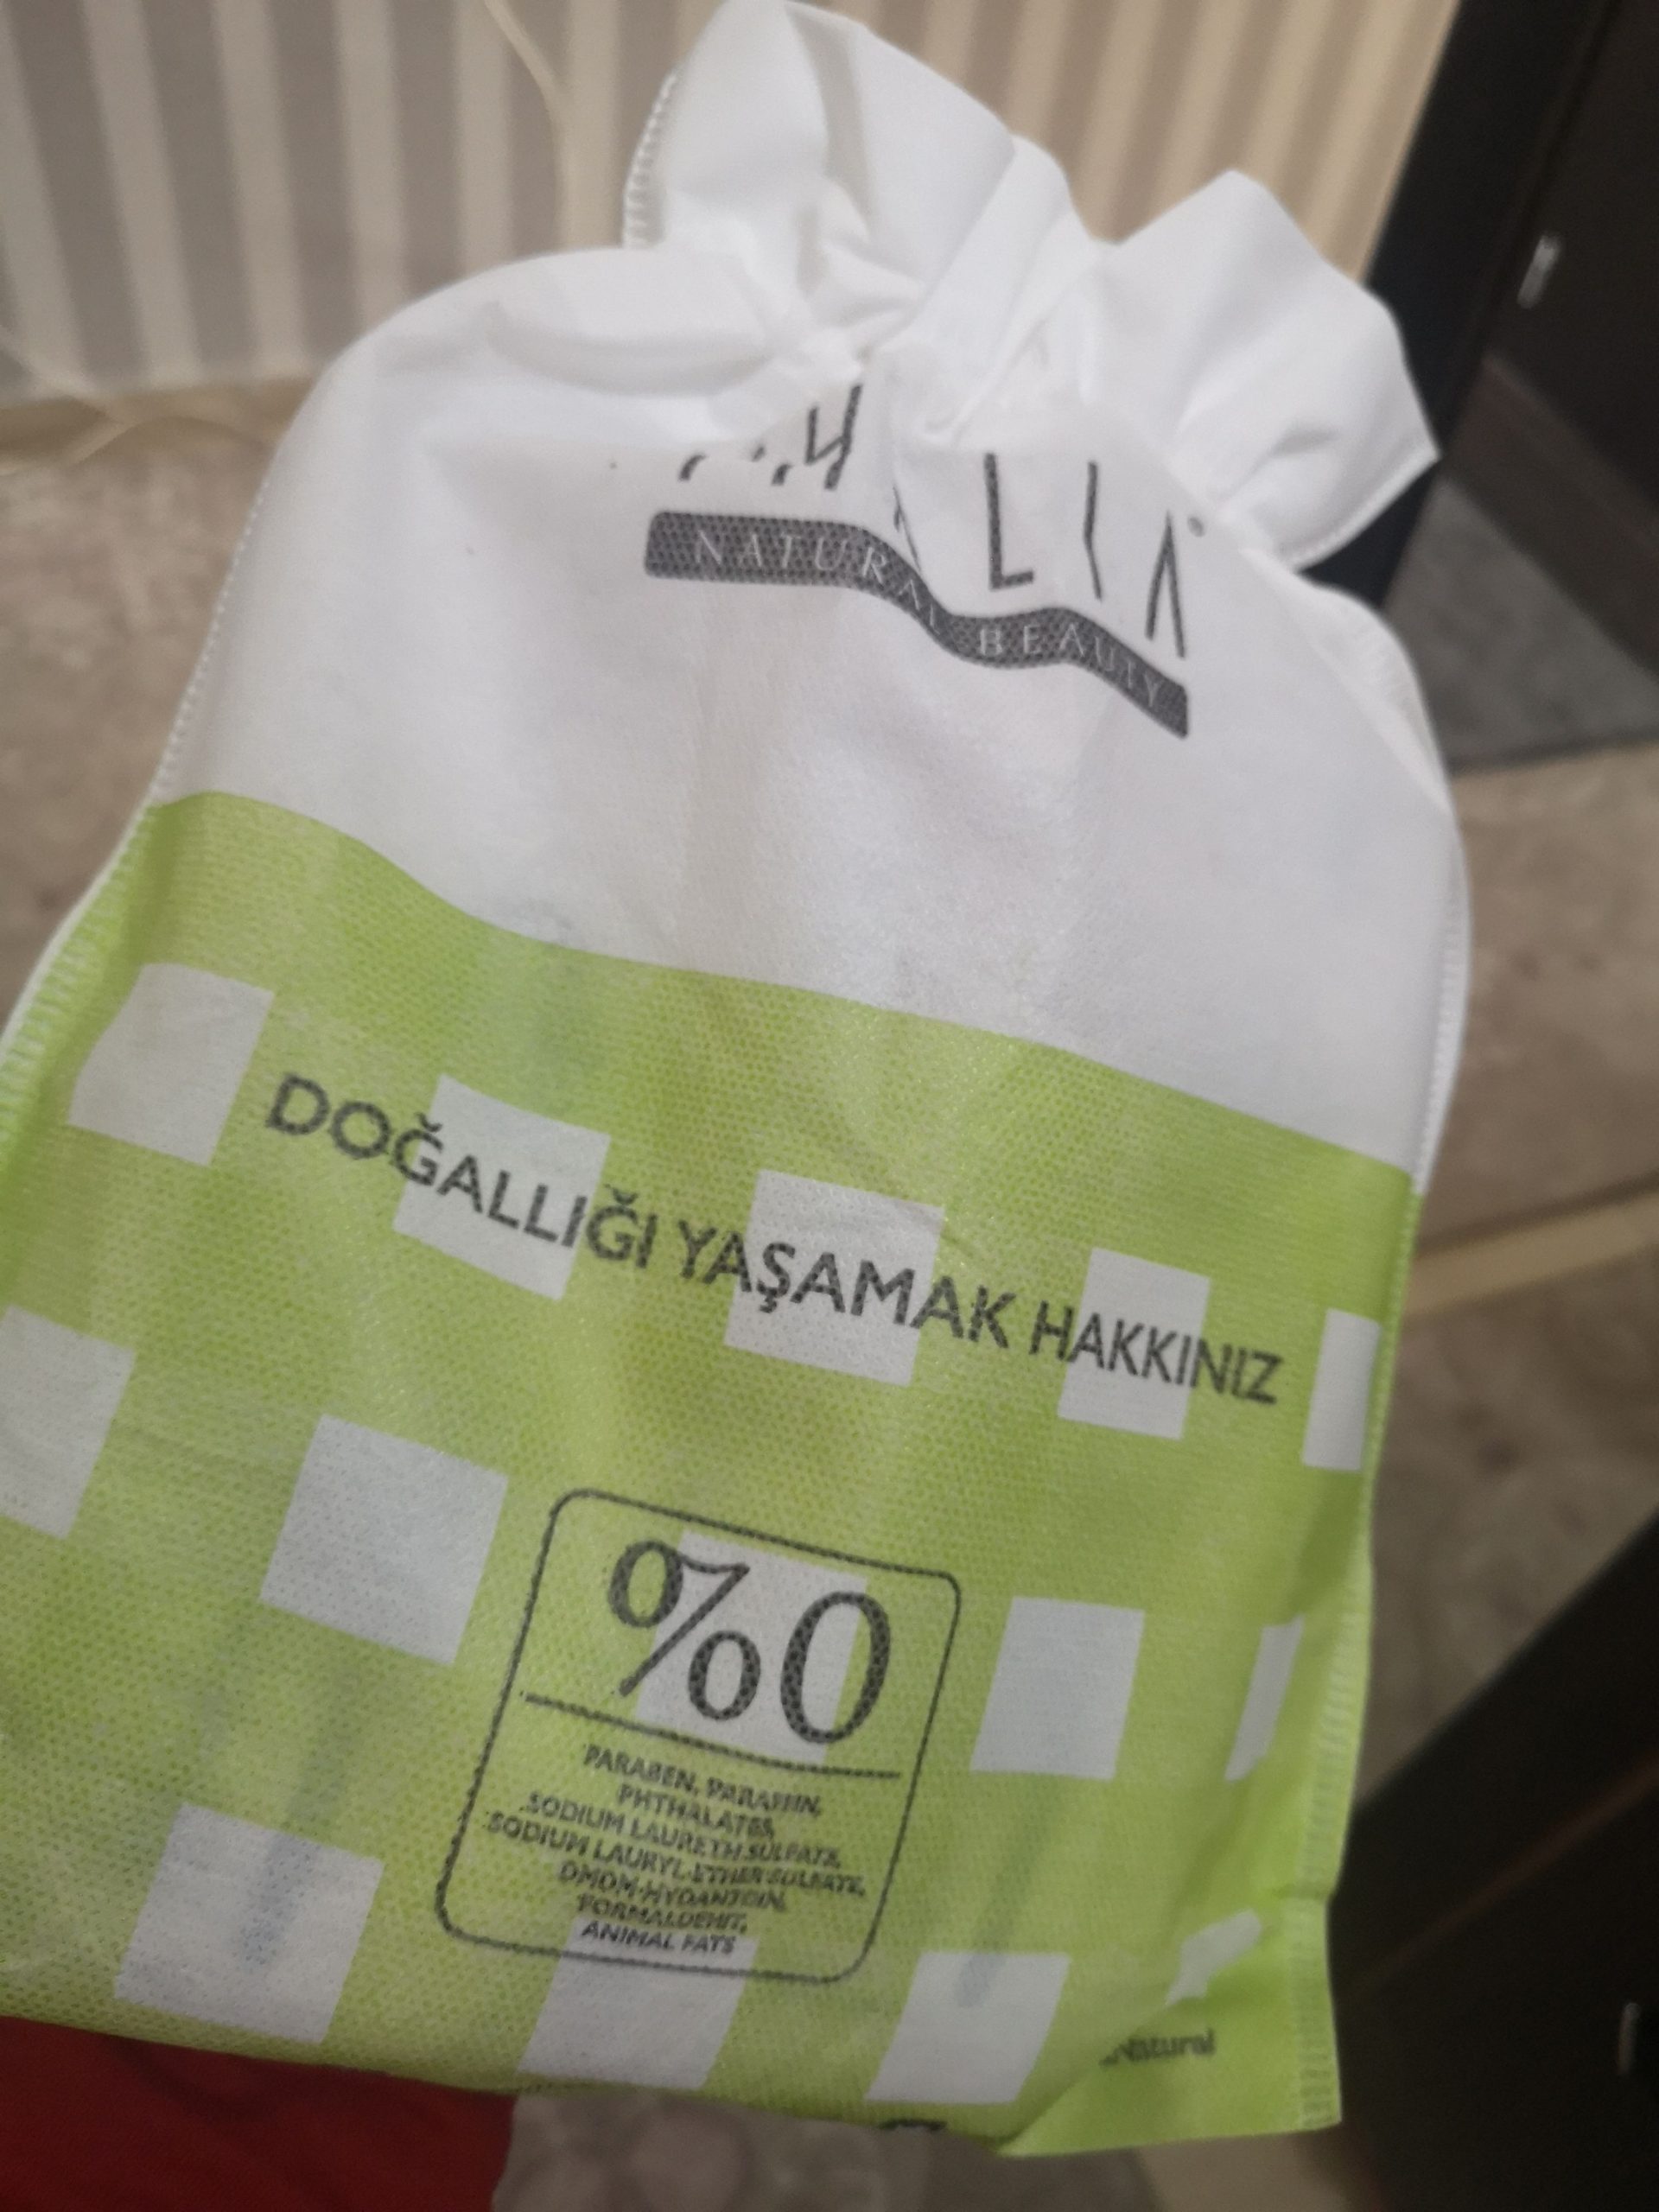 NATURAL BEAUTY
DOĞALLIĞI YAŞAMAK HAKKINIZ
%0
PARABEN, PARAFFIN,
PHTHALATES,
SODIUM LAURETH SULFATE,
SODIUM LAURYL ETHER SULFATE,
DMDM HYDANTOIN,
FORMALDEHIT,
ANIMAL FATS